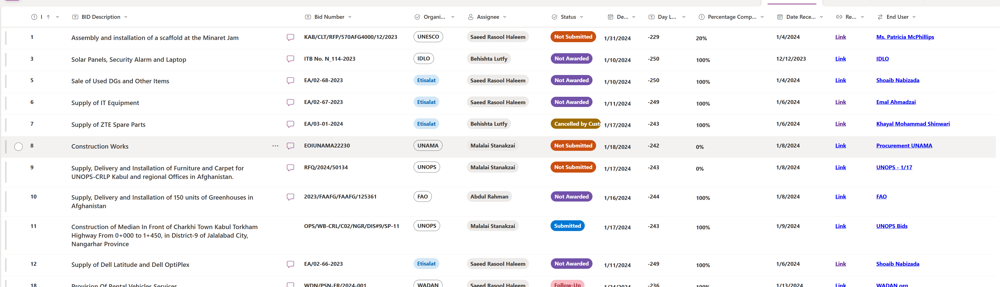 I. BID Description Bid Number Organi... Assignee Status De... Day L... Percentage Comp... Date Rece... Re... End User
1 Assembly and installation of a scaffold at the Minaret Jam KAB/CLT/RFP/570AFG4000/12/2023 UNESCO Saeed Rasool Haleem Not Submitted 1/31/2024 -229 20% 1/4/2024 Link Ms. Patricia McPhillips
3 Solar Panels, Security Alarm and Laptop ITB No. N_114-2023 IDLO Behishta Lutfy Not Awarded 1/10/2024 -250 100% 12/12/2023 Link IDLO
5 Sale of Used DGs and Other Items EA/02-68-2023 Etisalat Saeed Rasool Haleem Not Awarded 1/10/2024 -250 100% 1/4/2024 Link Shoaib Nabizada
6 Supply of IT Equipment EA/02-67-2023 Etisalat Saeed Rasool Haleem Not Awarded 1/11/2024 -249 100% 1/6/2024 Link Emal Ahmadzai
7 Supply of ZTE Spare Parts EA/03-01-2024 Etisalat Behishta Lutfy Cancelled by Cust 1/17/2024 -243 100% 1/6/2024 Link Khayal Mohammad Shinwari
8 Construction Works ... EOIUNAMA22230 UNAMA Malalai Stanakzai Not Submitted 1/18/2024 -242 0% 1/8/2024 Link Procurement UNAMA
9 Supply, Delivery and Installation of Furniture and Carpet for RFQ/2024/50134 UNOPS Malalai Stanakzai Not Submitted 1/17/2024 -243 0% 1/8/2024 Link UNOPS - 1/17
UNOPS-CRLP Kabul and regional Offices in Afghanistan.
10 Supply, Delivery and Installation of 150 units of Greenhouses in 2023/FAAFG/FAAFG/125361 FAO Abdul Rahman Not Awarded 1/16/2024 -244 100% 1/8/2024 Link FAO
Afghanistan
11 Construction of Median In Front of Charkhi Town Kabul Torkham OPS/WB-CRL/C02/NGR/DIS#9/SP-11 UNOPS Malalai Stanakzai Submitted 1/17/2024 -243 100% 1/9/2024 Link UNOPS Bids
Highway From 0+000 to 1+450, in District-9 of Jalalabad City,
Nangarhar Province
12 Supply of Dell Latitude and Dell OptiPlex EA/02-66-2023 Etisalat Saeed Rasool Haleem Not Awarded 1/11/2024 -249 100% 1/6/2024 Link Shoaib Nabizada
18 Provision Of Rental Vehicles Services WDN/PSN-FR/2024-001 WADAN Saeed Rasool Haleem Follow-Up 1/24/2024 -236 100% 1/13/2024 Link WADAN org